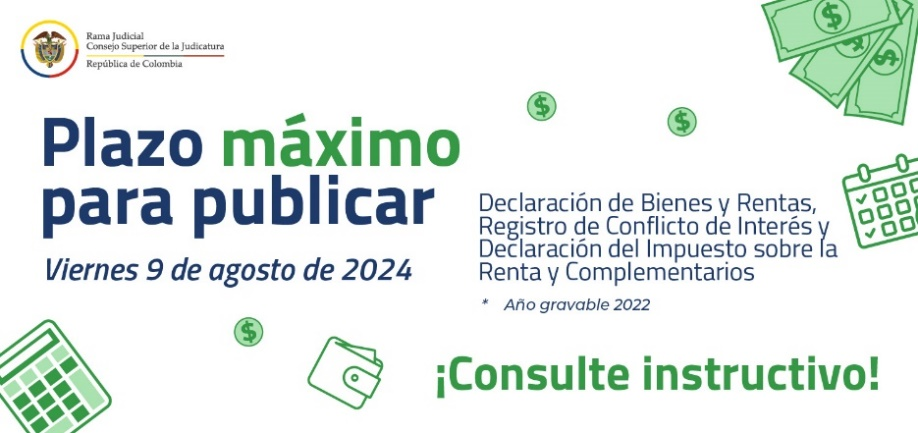 Rama Judicial
Consejo Superior de la Judicatura
República de Colombia
Plazo máximo
para publicar
Viernes 9 de agosto de 2024
Declaración de Bienes y Rentas,
Registro de Conflicto de Interés y
Declaración del Impuesto sobre la
Renta y Complementarios
* Año gravable 2022
¡Consulte instructivo!